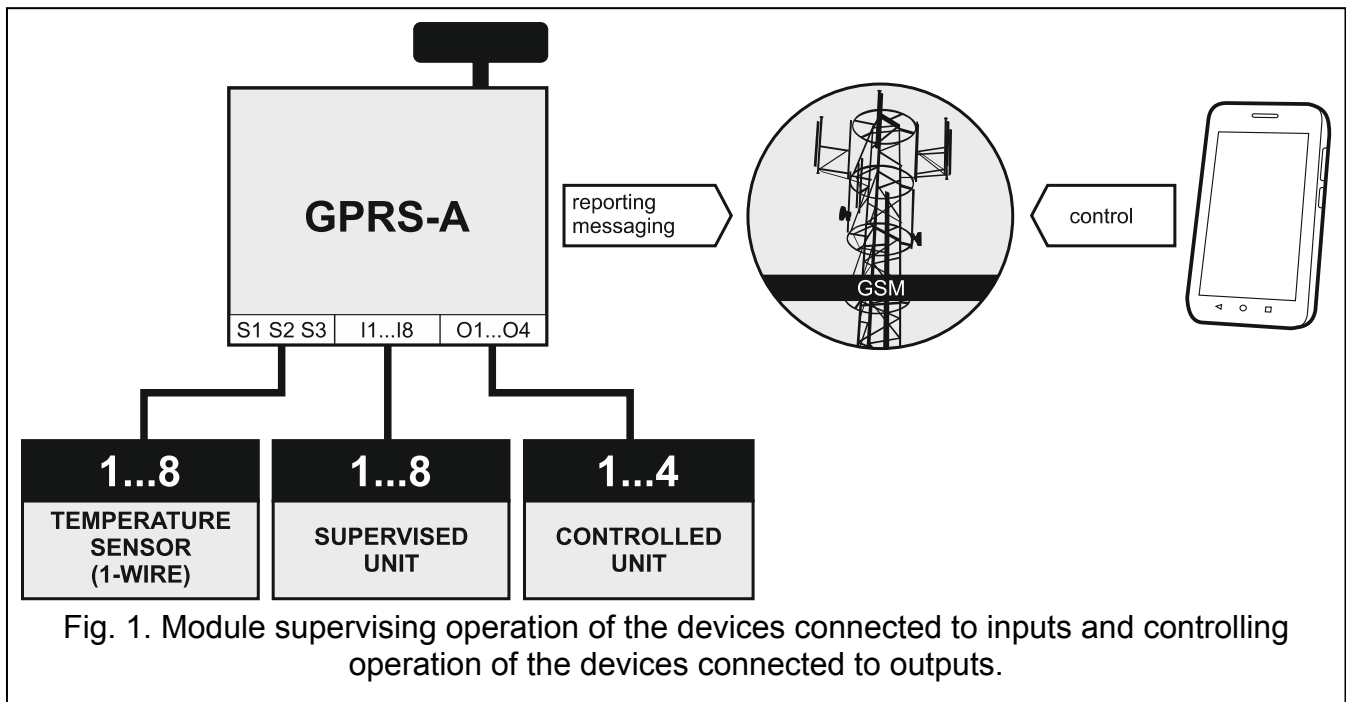 GPRS-A
reporting
messaging
GSM
control
S1 S2 S3
I1...I8
O1...O4
1...8
TEMPERATURE
SENSOR
(1-WIRE)
1...8
SUPERVISED
UNIT
1...4
CONTROLLED
UNIT
Fig. 1. Module supervising operation of the devices connected to inputs and controlling
operation of the devices connected to outputs.